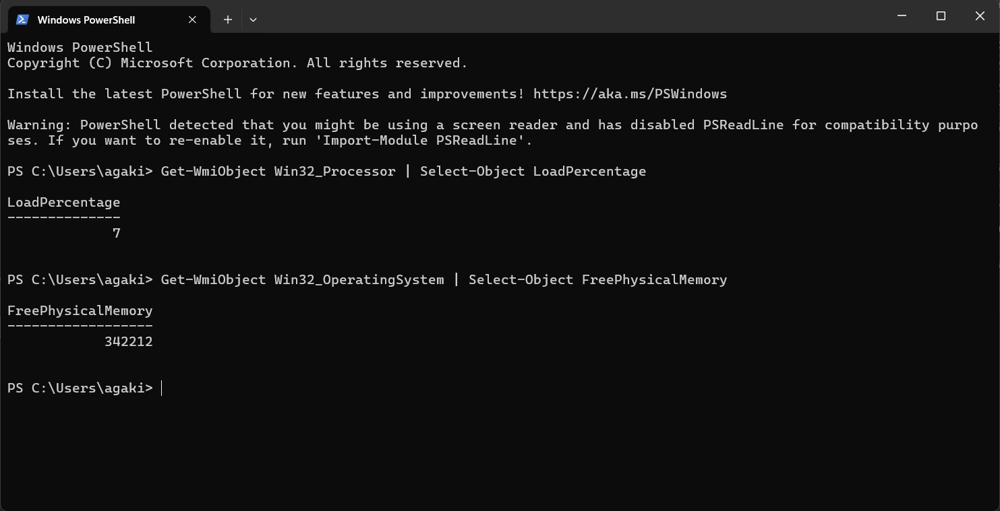 Windows PowerShell
Windows PowerShell
Copyright (C) Microsoft Corporation. All rights reserved.
Install the latest PowerShell for new features and improvements! https://aka.ms/PSWindows
Warning: PowerShell detected that you might be using a screen reader and has disabled PSReadLine for compatibility purpo
ses. If you want to re-enable it, run 'Import-Module PSReadLine'.
PS C:\Users\agaki> Get-WmiObject Win32_Processor | Select-Object LoadPercentage
LoadPercentage
--------------
7
PS C:\Users\agaki> Get-WmiObject Win32_OperatingSystem | Select-Object FreePhysicalMemory
FreePhysicalMemory
------------------
342212
PS C:\Users\agaki>